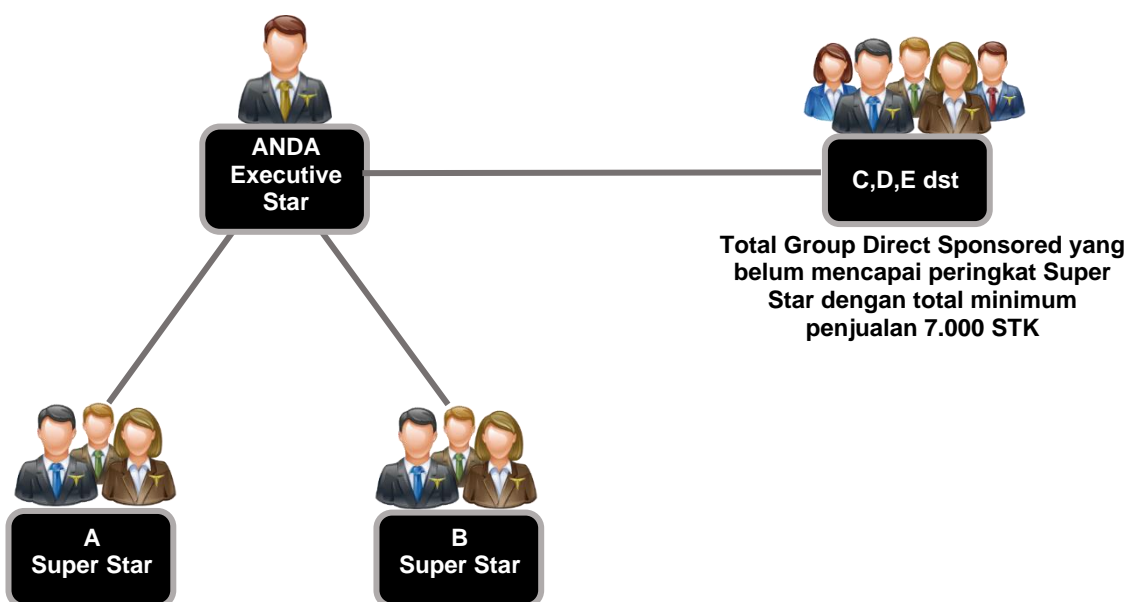 ANDA
Executive
Star
C,D,E dst
Total Group Direct Sponsored yang
belum mencapai peringkat Super
Star dengan total minimum
penjualan 7.000 STK
A
Super Star
B
Super Star